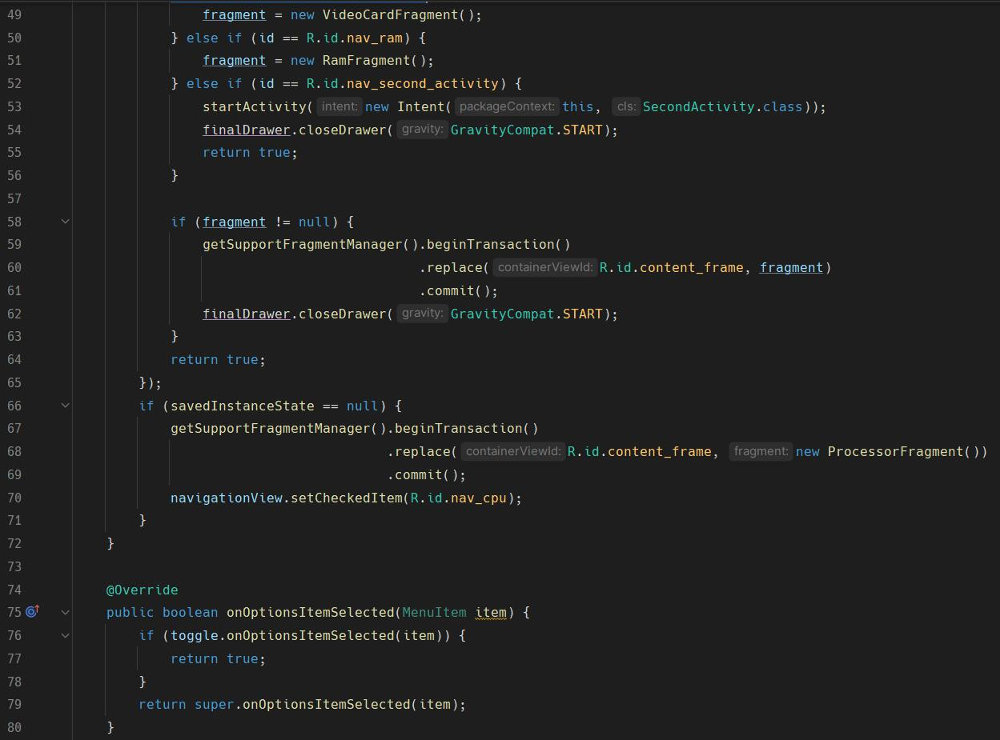 49 fragment = new VideoCardFragment();
50 } else if (id == R.id.nav_ram) {
51 fragment = new RamFragment();
52 } else if (id == R.id.nav_second_activity) {
53 startActivity( intent: new Intent( packageContext: this, cls: SecondActivity.class));
54 finalDrawer.closeDrawer( gravity: GravityCompat.START);
55 return true;
56 }
57
58 if (fragment != null) {
59 getSupportFragmentManager().beginTransaction()
60 .replace( containerViewId: R.id.content_frame, fragment)
61 .commit();
62 finalDrawer.closeDrawer( gravity: GravityCompat.START);
63 }
64 return true;
65 });
66 if (savedInstanceState == null) {
67 getSupportFragmentManager().beginTransaction()
68 .replace( containerViewId: R.id.content_frame, fragment: new ProcessorFragment())
69 .commit();
70 navigationView.setCheckedItem(R.id.nav_cpu);
71 }
72 }
73
74 @Override
75 public boolean onOptionsItemSelected(MenuItem item) {
76 if (toggle.onOptionsItemSelected(item)) {
77 return true;
78 }
79 return super.onOptionsItemSelected(item);
80 }